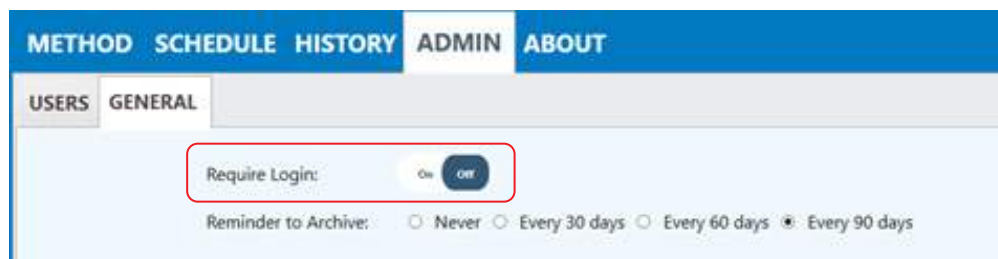 METHOD SCHEDULE HISTORY ADMIN ABOUT
USERS GENERAL
Require Login: On Off
Reminder to Archive: Never Every 30 days Every 60 days Every 90 days